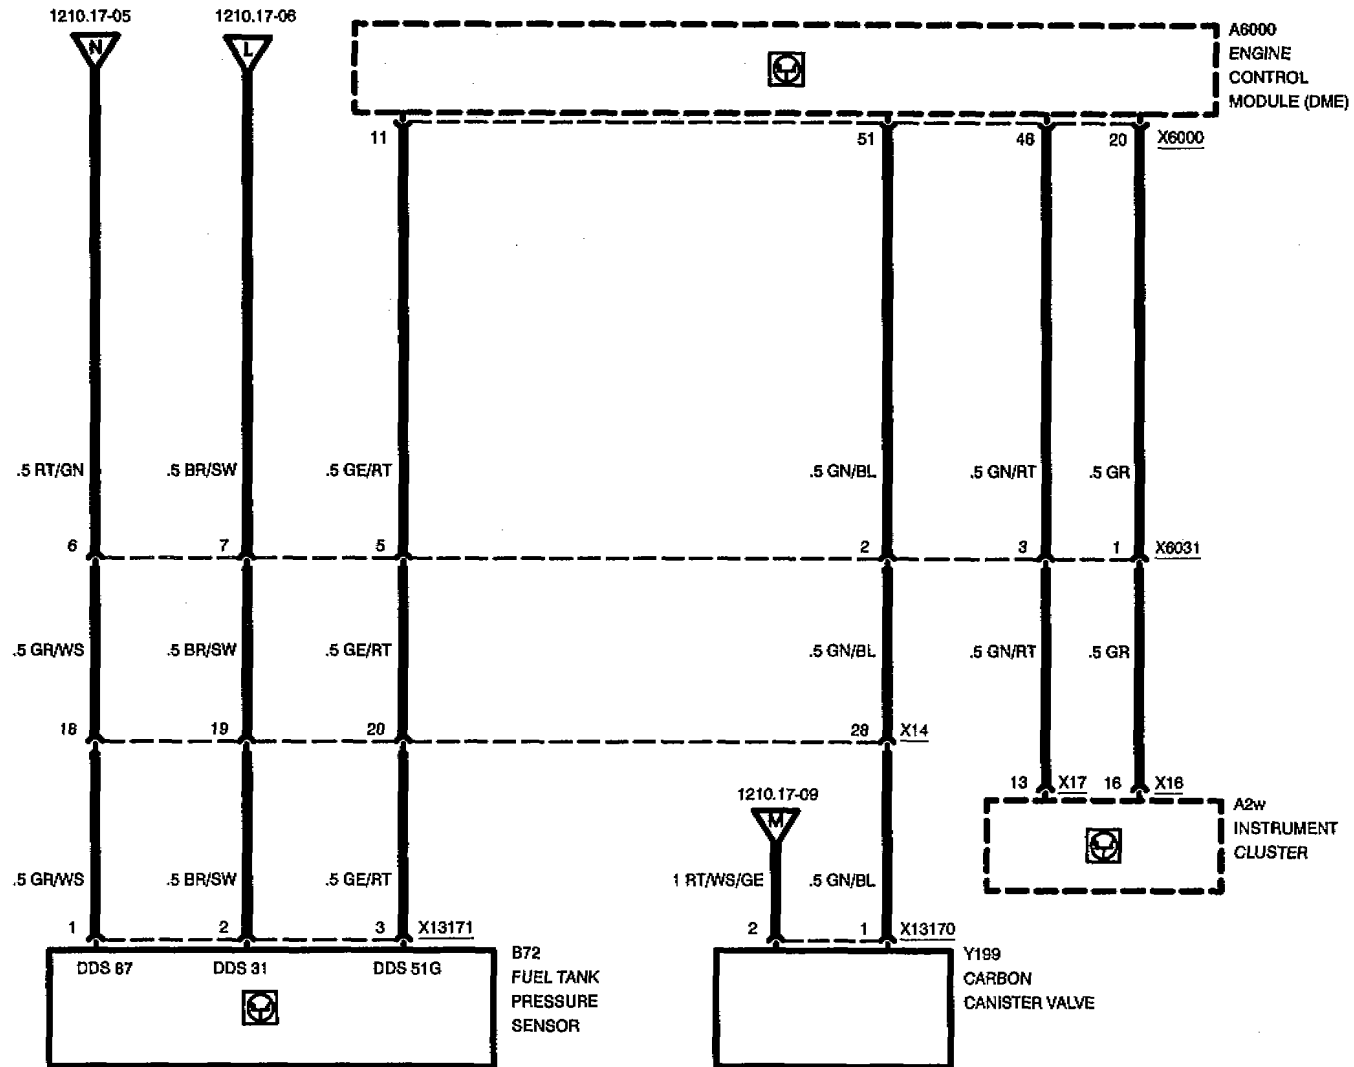 1210.17-05
1210.17-06
N
L
A6000
ENGINE
CONTROL
MODULE (DME)
11
51
46
20
X6000
.5 RT/GN
.5 BR/SW
.5 GE/RT
.5 GN/BL
.5 GN/RT
.5 GR
6
7
5
2
3
1
X6031
.5 GR/WS
.5 BR/SW
.5 GE/RT
.5 GN/BL
.5 GN/RT
.5 GR
18
19
20
28
X14
13
X17
16
X16
1210.17-09
M
A2w
INSTRUMENT
CLUSTER
.5 GR/WS
.5 BR/SW
.5 GE/RT
1 RT/WS/GE
.5 GN/BL
1
2
3
X13171
2
1
X13170
DDS 87
DDS 31
DDS 51G
B72
FUEL TANK
PRESSURE
SENSOR
Y199
CARBON
CANISTER VALVE